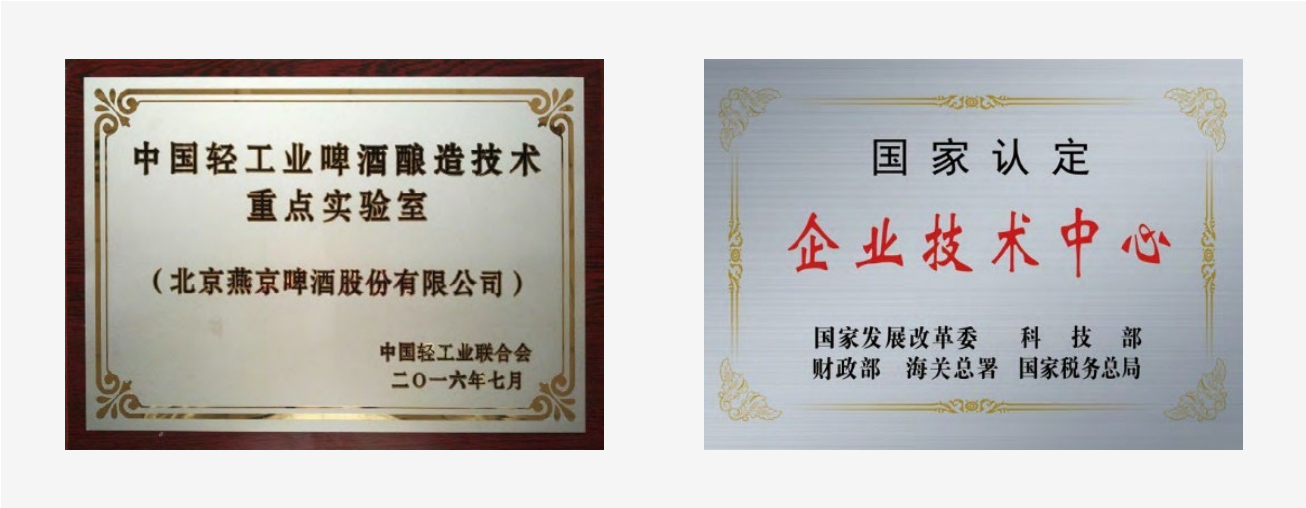 中国轻工业啤酒酿造技术
重点实验室
（北京燕京啤酒股份有限公司）
中国轻工业联合会
二〇一六年七月
国家认定
企业技术中心
国家发展改革委 科技部
财政部 海关总署 国家税务总局